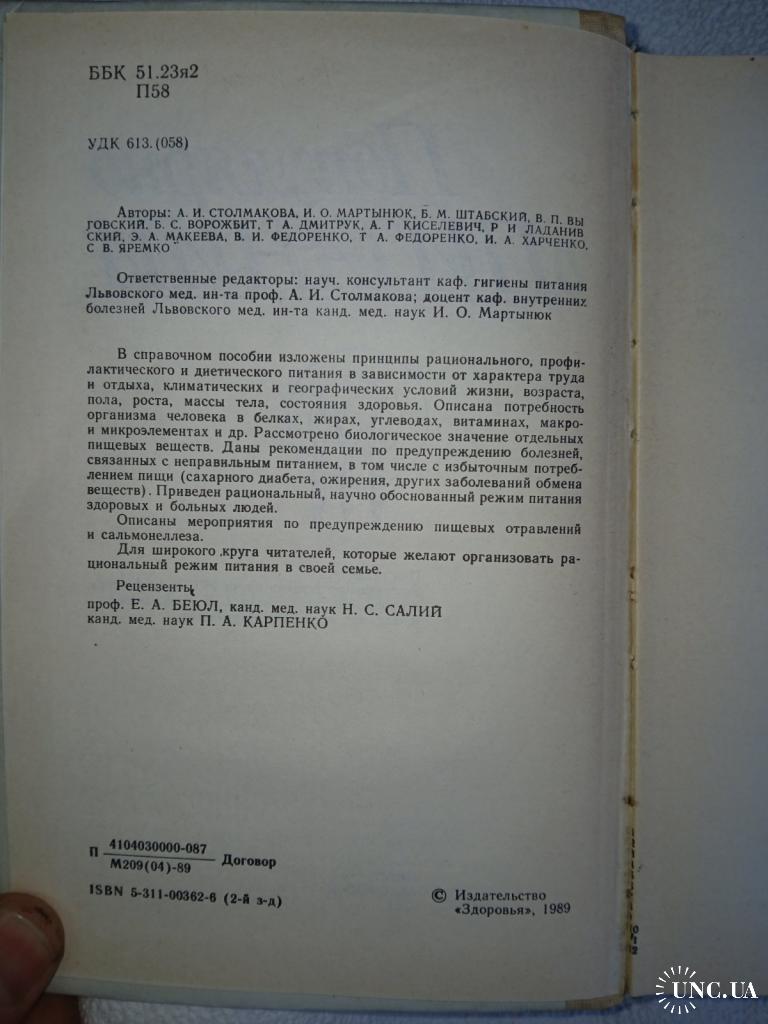 ББК 51.23я2
П58
УДК 613.(058)
Авторы: А. И. СТОЛМАКОВА, И. О. МАРТЫНЮК, Б. М. ШТАБСКИЙ, В. П. ВЫ
ГОВСКИЙ, Б. С. ВОРОЖБИТ, Т А. ДМИТРУК, А. Г КИСЕЛЕВИЧ, Р И ЛАДАНИВ
СКИЙ, Э. А. МАКЕЕВА, В. И. ФЕДОРЕНКО, Т А. ФЕДОРЕНКО, И. А. ХАРЧЕНКО,
С В. ЯРЕМКО
Ответственные редакторы: науч. консультант каф. гигиены питания
Львовского мед. ин-та проф. А. И. Столмакова; доцент каф. внутренних
болезней Львовского мед. ин-та канд. мед. наук И. О. Мартынюк
В справочном пособии изложены принципы рационального, профи-
лактического и диетического питания в зависимости от характера труда
и отдыха, климатических и географических условий жизни, возраста,
пола, роста, массы тела, состояния здоровья. Описана потребность
организма человека в белках, жирах, углеводах, витаминах, макро-
и микроэлементах и др. Рассмотрено биологическое значение отдельных
пищевых веществ. Даны рекомендации по предупреждению болезней,
связанных с неправильным питанием, в том числе с избыточным потреб-
лением пищи (сахарного диабета, ожирения, других заболеваний обмена
веществ). Приведен рациональный, научно обоснованный режим питания
здоровых и больных людей.
Описаны мероприятия по предупреждению пищевых отравлений
и сальмонеллеза.
Для широкого круга читателей, которые желают организовать ра-
циональный режим питания в своей семье.
Рецензенты
проф. Е. А. БЕЮЛ, канд. мед. наук Н. С. САЛИЙ
канд. мед. наук П. А. КАРПЕНКО
П 4104030000-087
М209(04)-89 Договор
ISBN 5-311-00362-6 (2-й з-д)
© Издательство
«Здоровья», 1989
UNC.UA